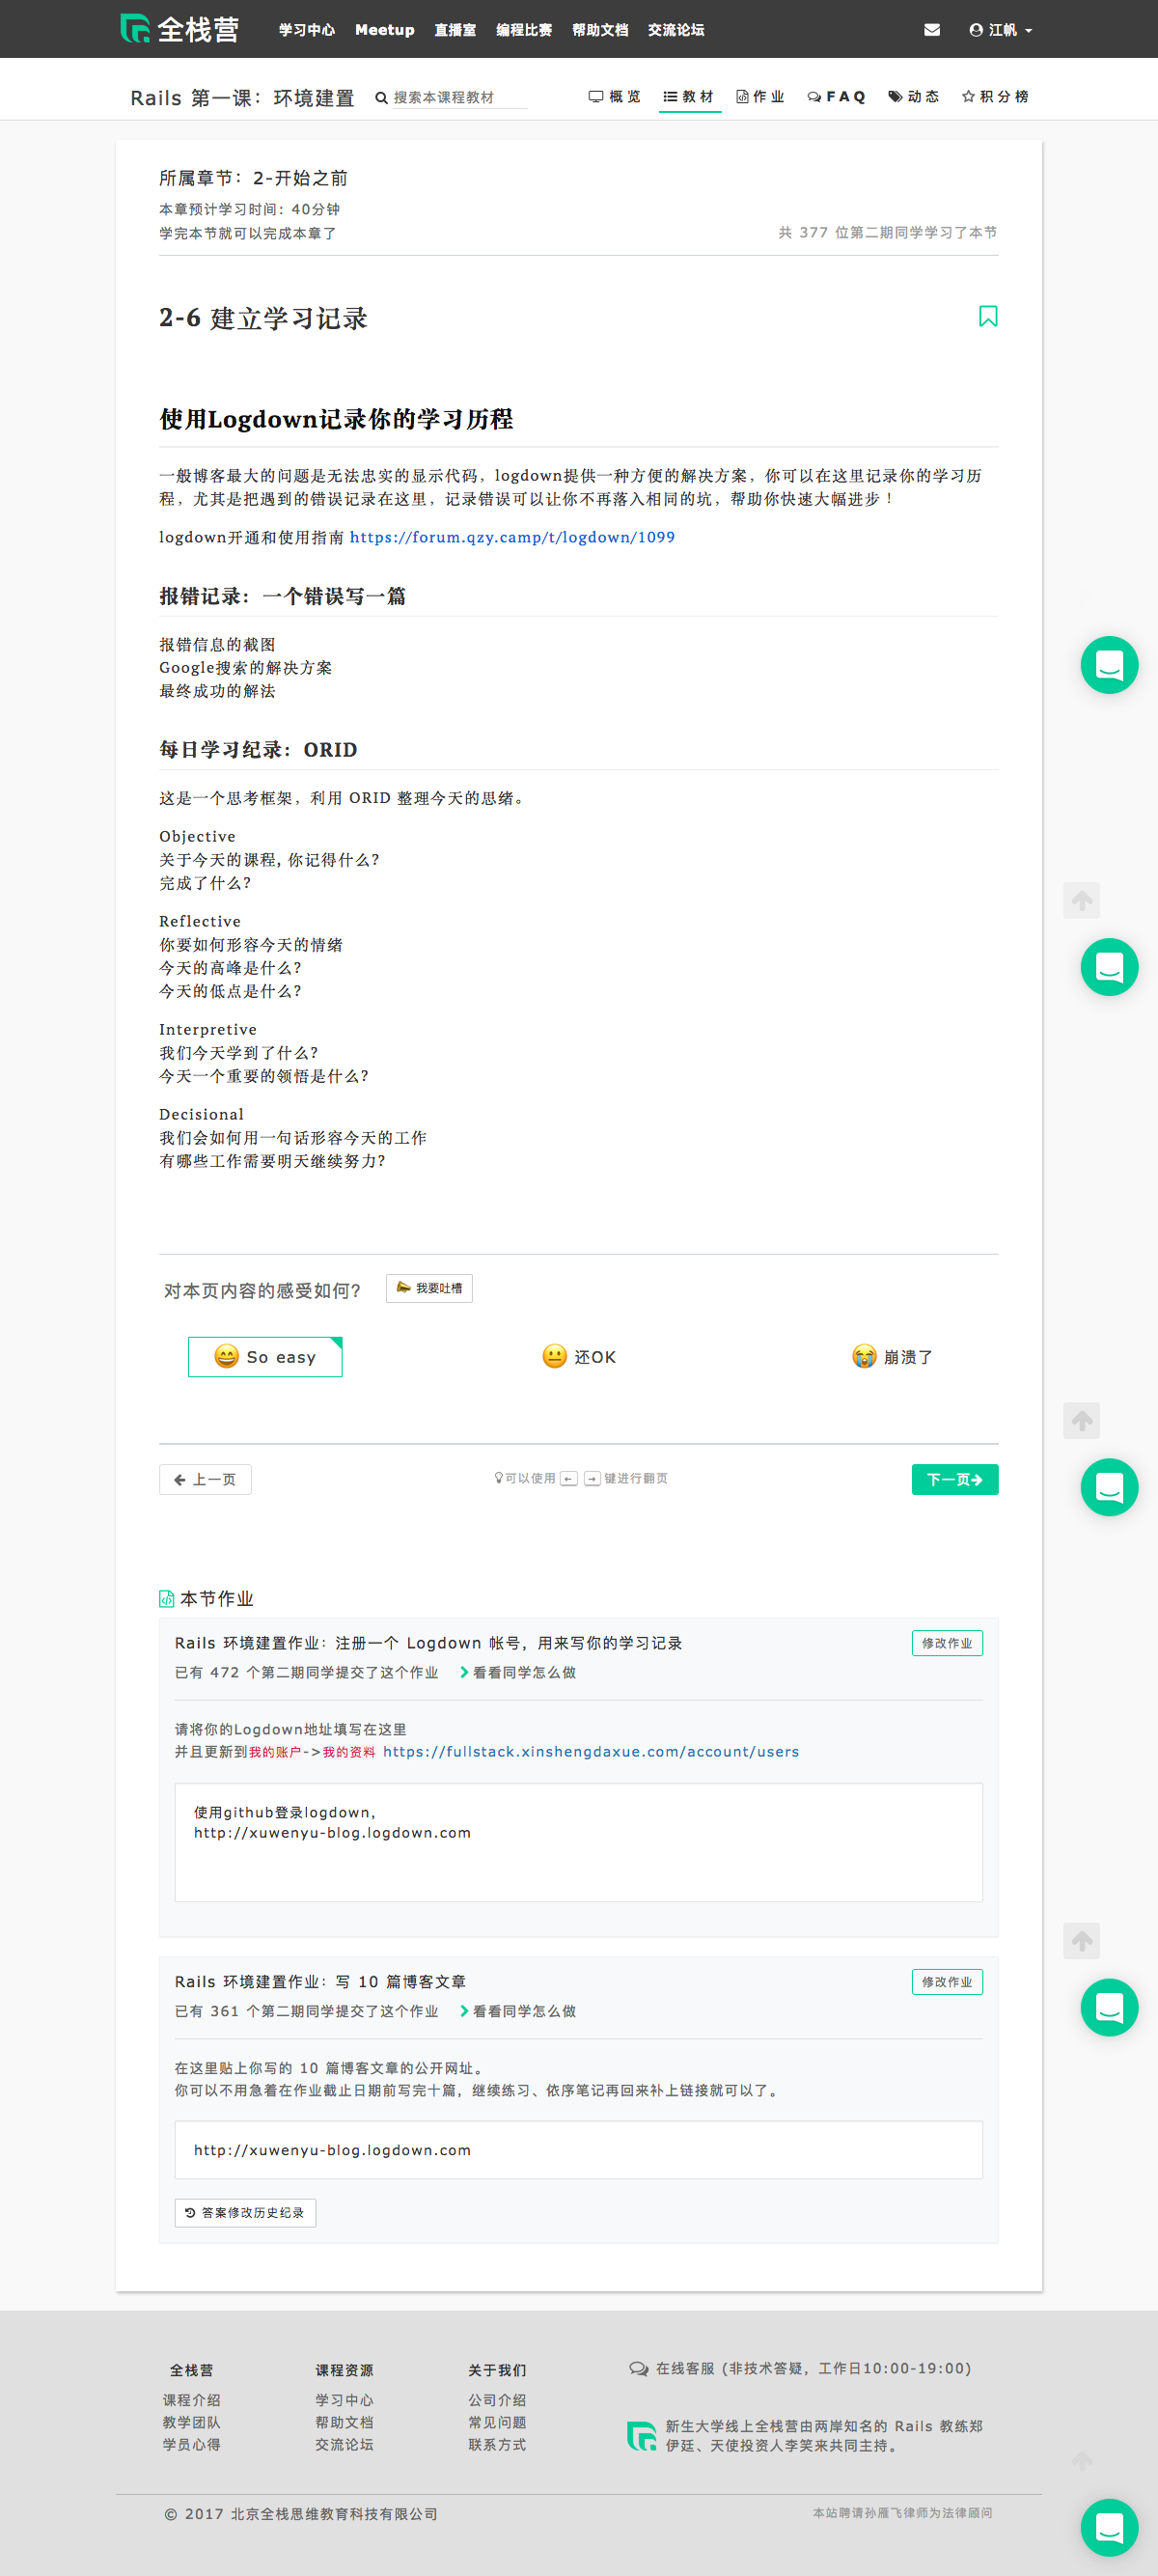 全栈营
学习中心 Meetup 直播室 编程比赛 帮助文档 交流论坛
江帆
Rails 第一课：环境建置
搜索本课程教材
概览 教材 作业 FAQ 动态 积分榜
所属章节：2-开始之前
本章预计学习时间：40分钟
学完本节就可以完成本章了
共 377 位第二期同学学习了本节
2-6 建立学习记录
使用Logdown记录你的学习历程
一般博客最大的问题是无法忠实的显示代码，logdown提供一种方便的解决方案，你可以在这里记录你的学习历
程，尤其是把遇到的错误记录在这里，记录错误可以让你不再落入相同的坑，帮助你快速大幅进步！
logdown开通和使用指南 https://forum.qzy.camp/t/logdown/1099
报错记录：一个错误写一篇
报错信息的截图
Google搜索的解决方案
最终成功的解法
每日学习纪录：ORID
这是一个思考框架，利用 ORID 整理今天的思绪。
Objective
关于今天的课程, 你记得什么?
完成了什么?
Reflective
你要如何形容今天的情绪
今天的高峰是什么?
今天的低点是什么?
Interpretive
我们今天学到了什么?
今天一个重要的领悟是什么?
Decisional
我们会如何用一句话形容今天的工作
有哪些工作需要明天继续努力?
对本页内容的感受如何?
我要吐槽
So easy
还OK
崩溃了
上一页
可以使用 ← → 键进行翻页
下一页
本节作业
Rails 环境建置作业：注册一个 Logdown 帐号，用来写你的学习记录
修改作业
已有 472 个第二期同学提交了这个作业 看看同学怎么做
请将你的Logdown地址填写在这里
并且更新到我的账户->我的资料 https://fullstack.xinshengdaxue.com/account/users
使用github登录logdown，
http://xuwenyu-blog.logdown.com
Rails 环境建置作业：写 10 篇博客文章
修改作业
已有 361 个第二期同学提交了这个作业 看看同学怎么做
在这里贴上你写的 10 篇博客文章的公开网址。
你可以不用急着在作业截止日期前写完十篇，继续练习、依序笔记再回来补上链接就可以了。
http://xuwenyu-blog.logdown.com
答案修改历史纪录
全栈营
课程介绍
教学团队
学员心得
课程资源
学习中心
帮助文档
交流论坛
关于我们
公司介绍
常见问题
联系方式
在线客服 (非技术答疑，工作日10:00-19:00)
新生大学线上全栈营由两岸知名的 Rails 教练郑
伊廷、天使投资人李笑来共同主持。
© 2017 北京全栈思维教育科技有限公司
本站聘请孙雁飞律师为法律顾问